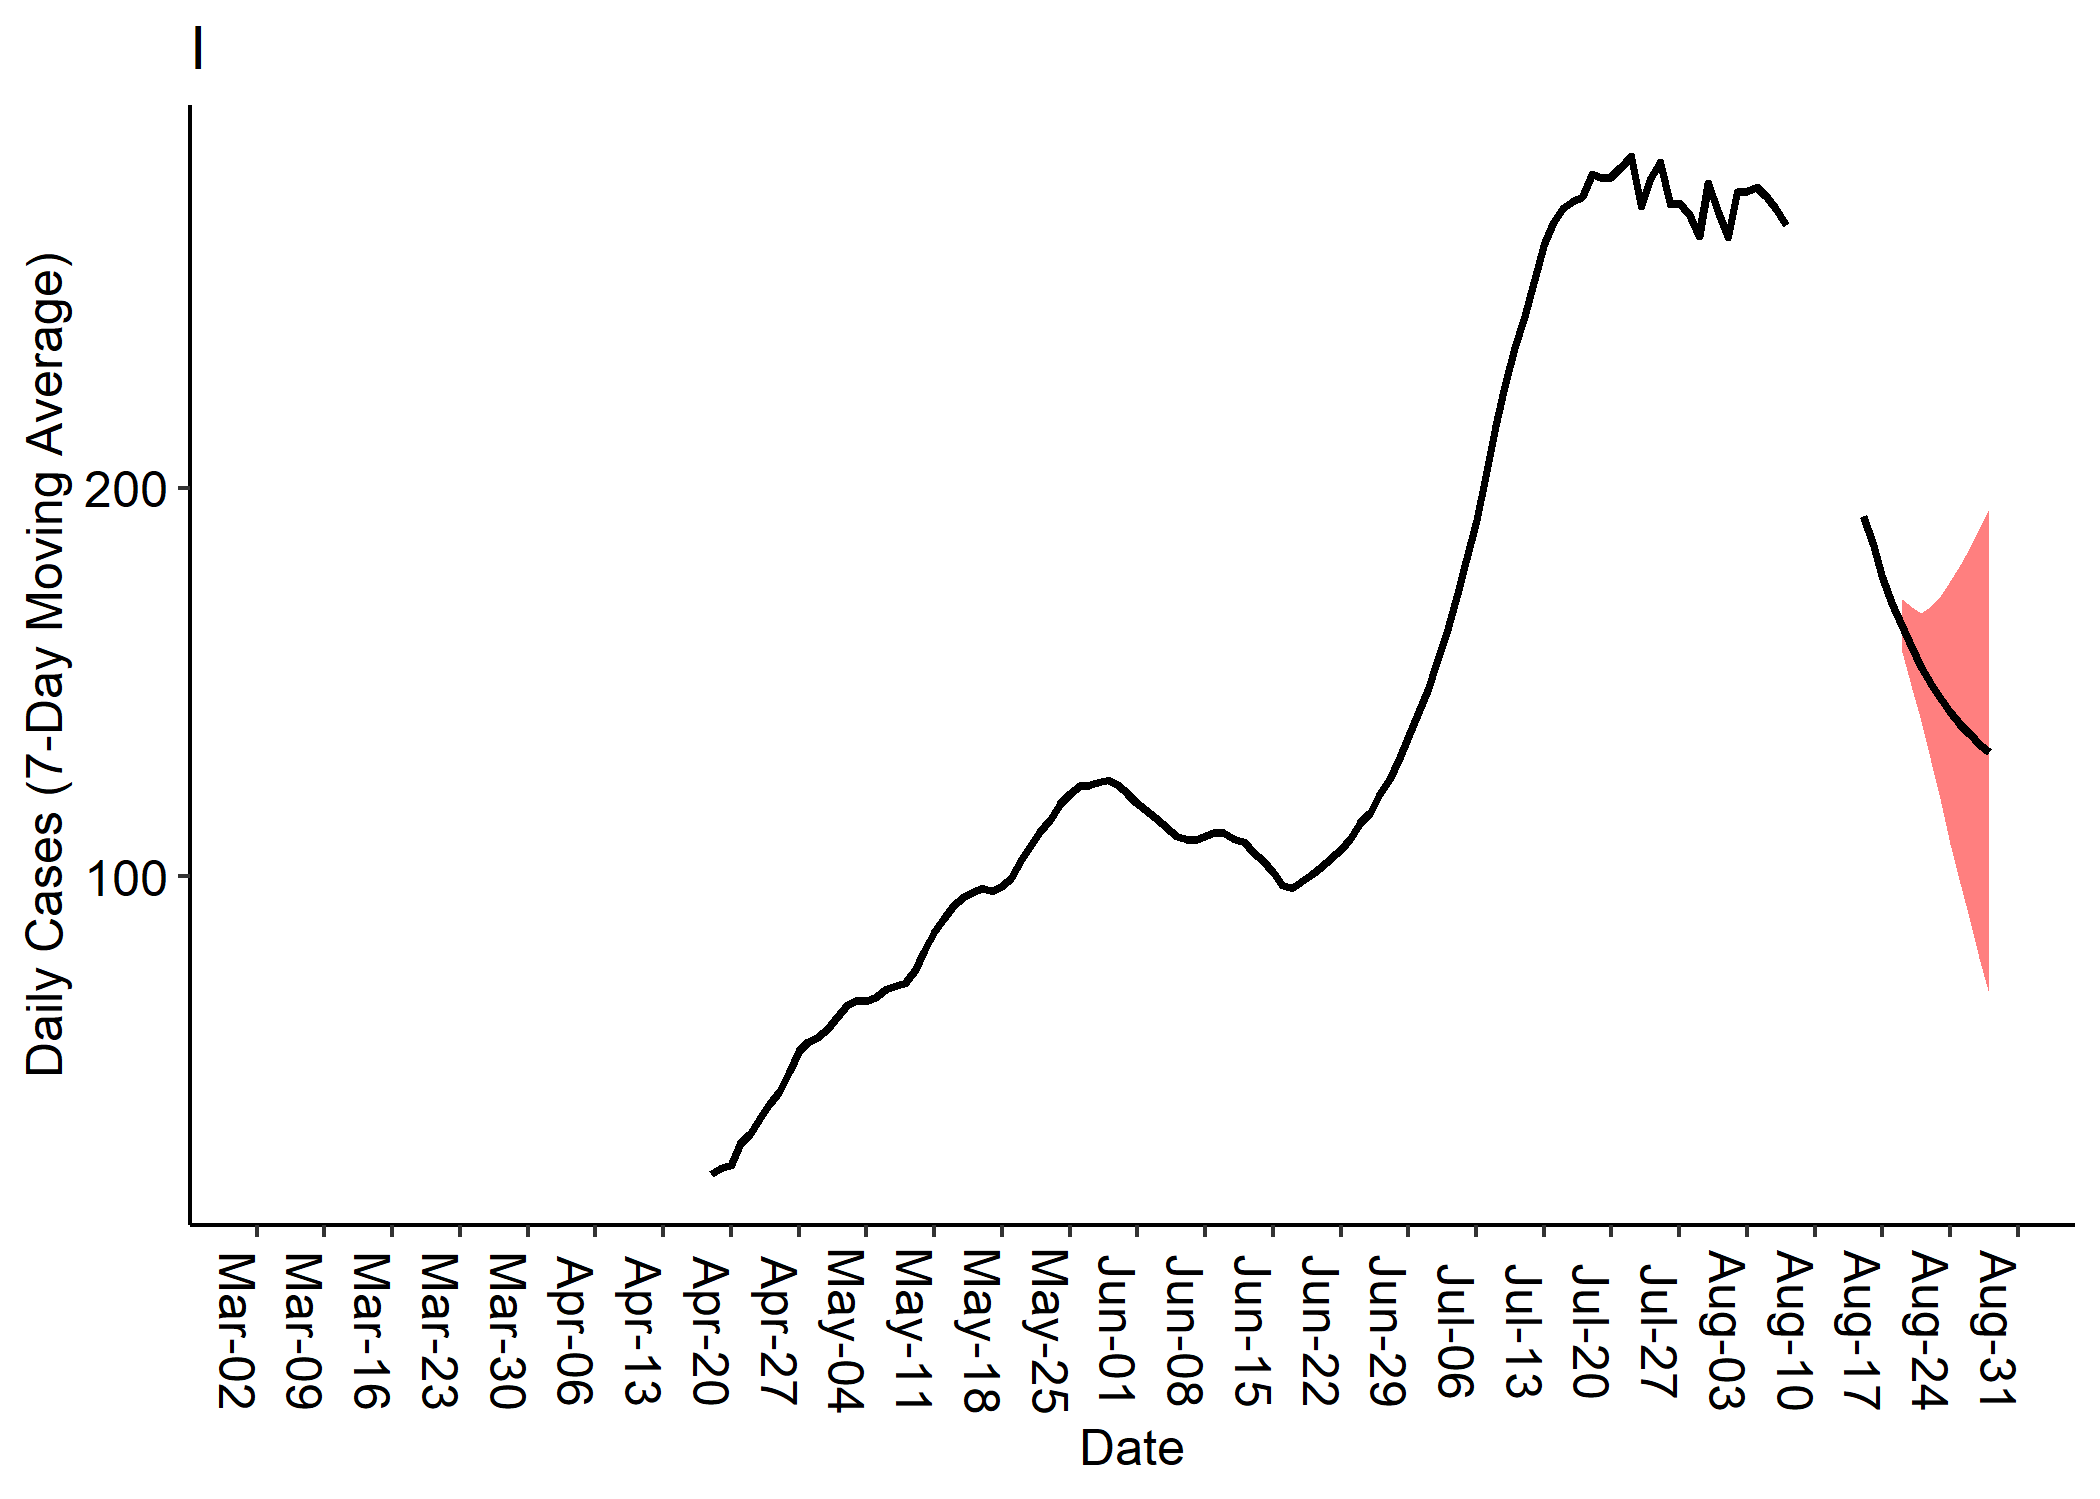 I
Daily Cases (7-Day Moving Average)
200
100
Mar-02
Mar-09
Mar-16
Mar-23
Mar-30
Apr-06
Apr-13
Apr-20
Apr-27
May-04
May-11
May-18
May-25
Jun-01
Jun-08
Jun-15
Jun-22
Jun-29
Jul-06
Jul-13
Jul-20
Jul-27
Aug-03
Aug-10
Aug-17
Aug-24
Aug-31
Date